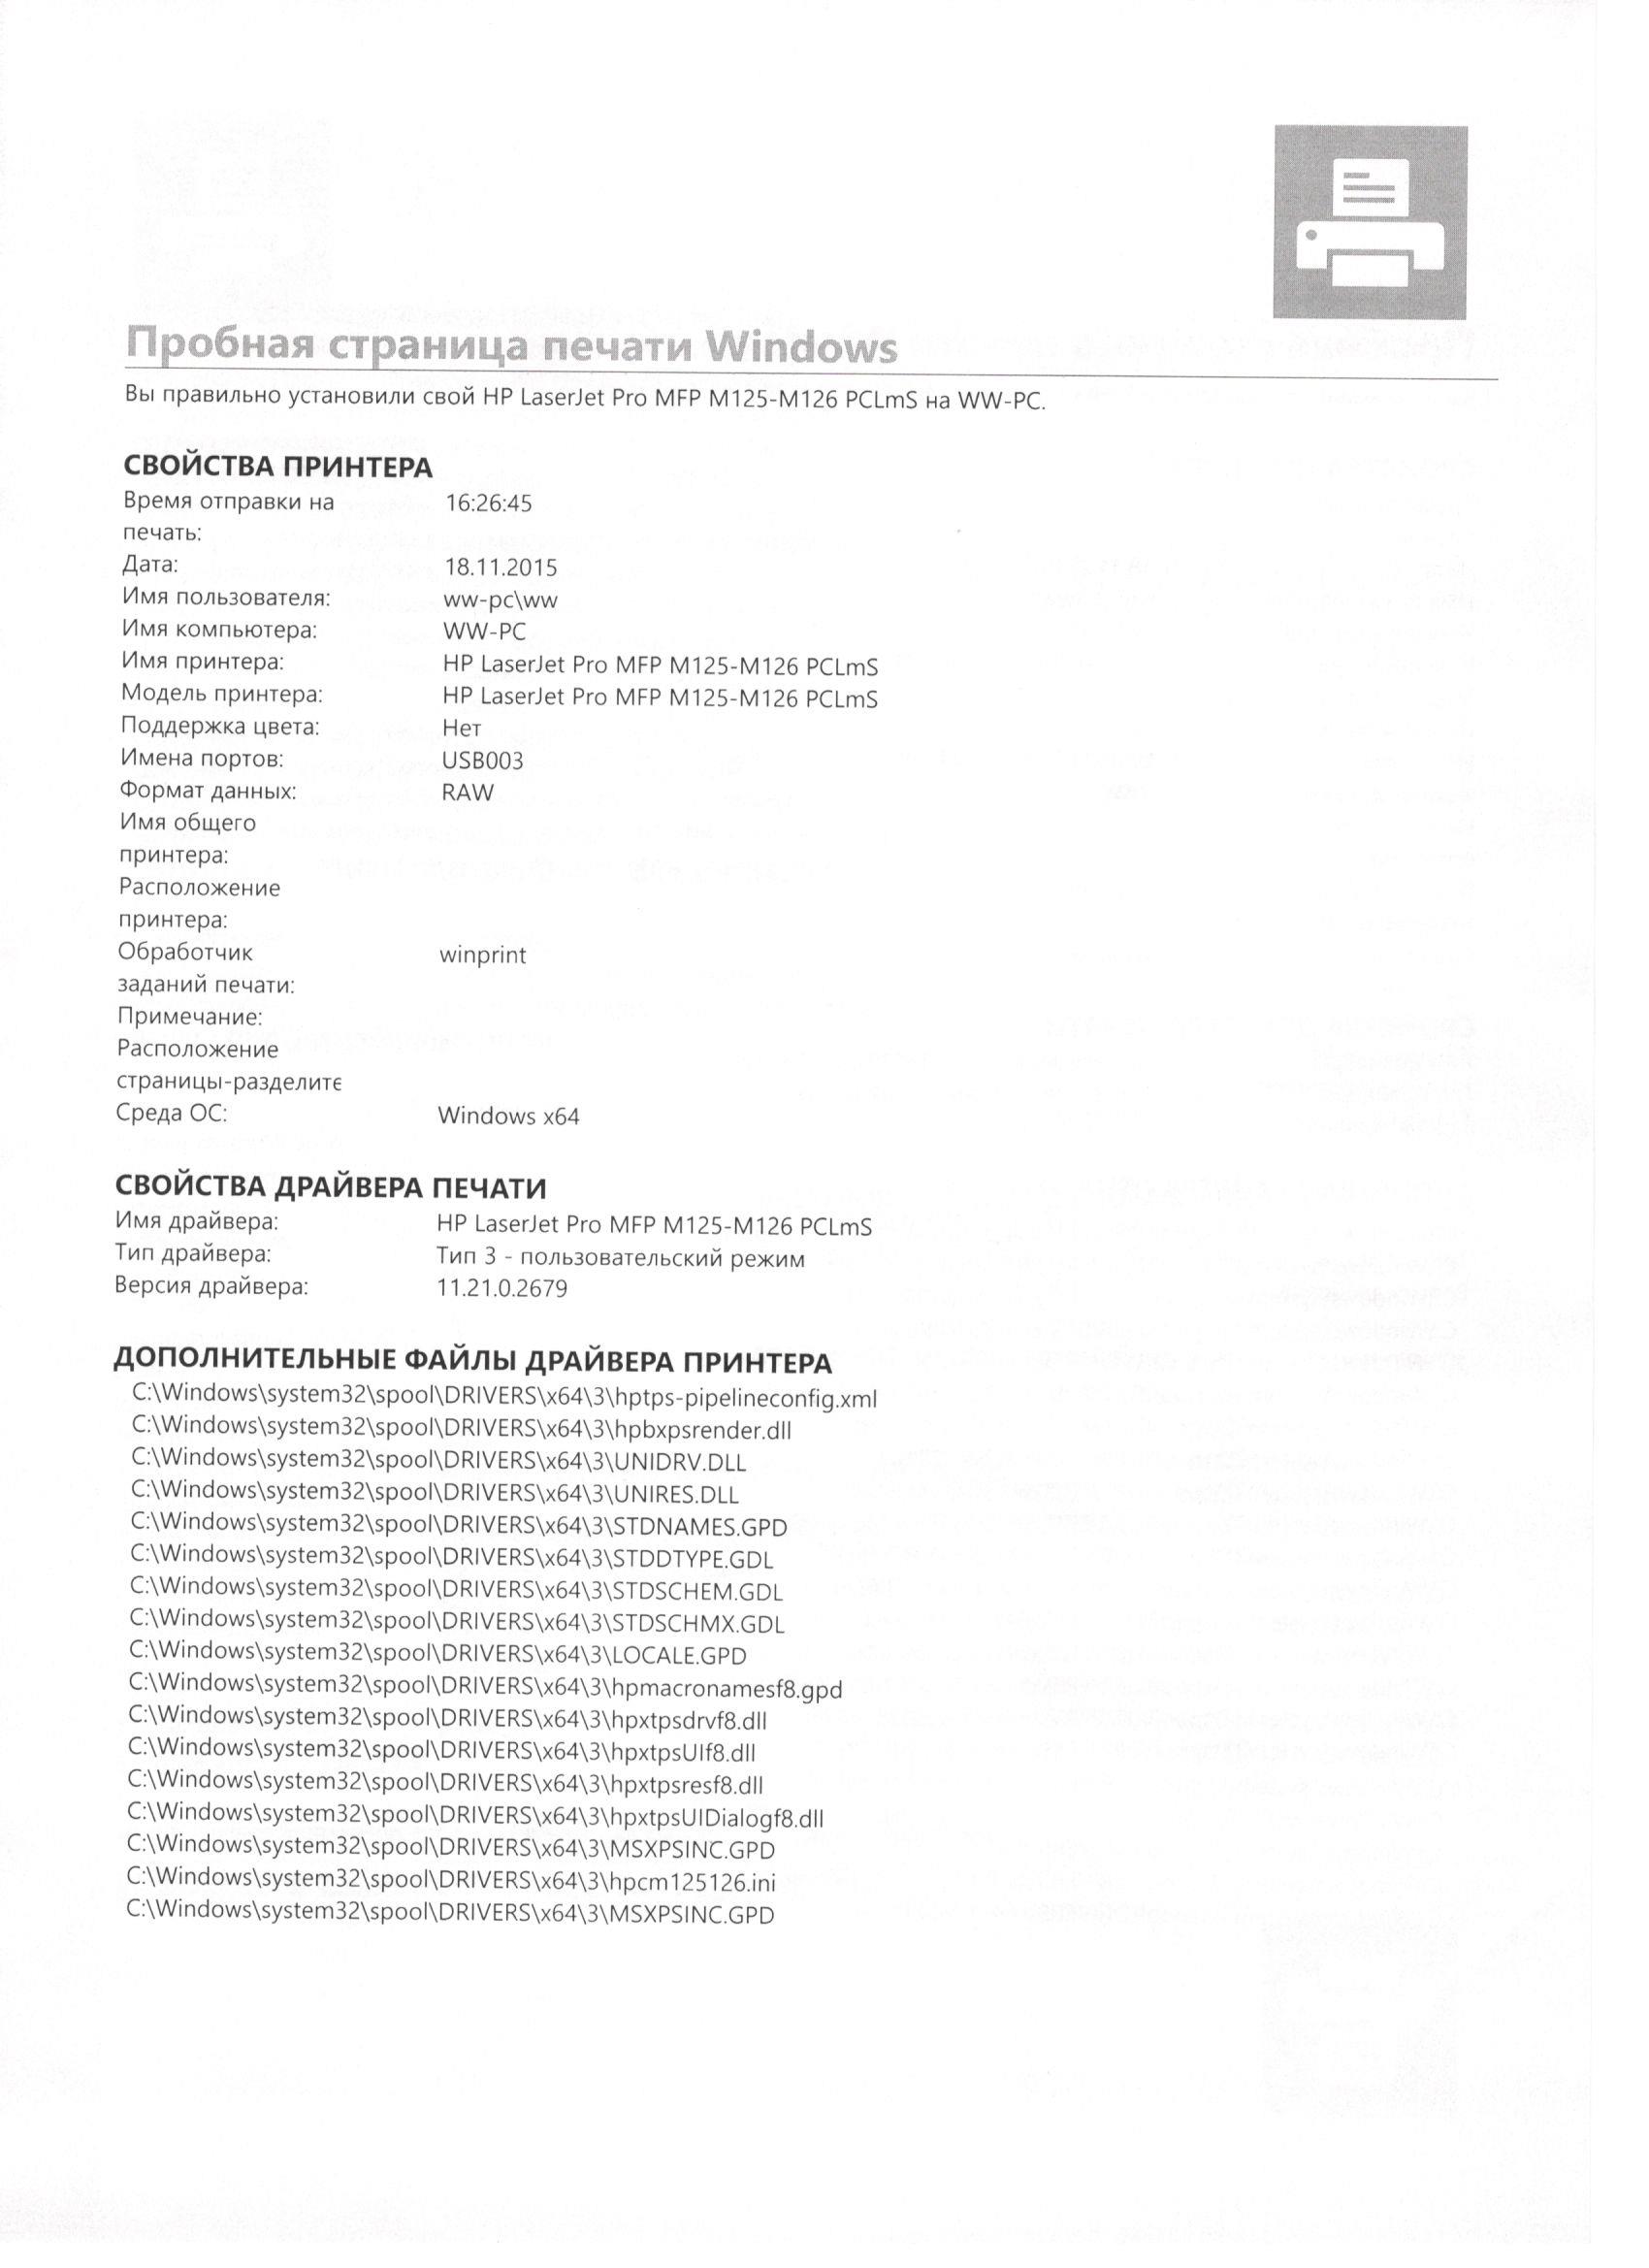 Пробная страница печати Windows
Вы правильно установили свой HP LaserJet Pro MFP M125-M126 PCLmS на WW-PC.
СВОЙСТВА ПРИНТЕРА
Время отправки на 16:26:45
печать:
Дата: 18.11.2015
Имя пользователя: ww-pc\ww
Имя компьютера: WW-PC
Имя принтера: HP LaserJet Pro MFP M125-M126 PCLmS
Модель принтера: HP LaserJet Pro MFP M125-M126 PCLmS
Поддержка цвета: Нет
Имена портов: USB003
Формат данных: RAW
Имя общего
принтера:
Расположение
принтера:
Обработчик winprint
заданий печати:
Примечание:
Расположение
страницы-разделите
Среда ОС: Windows x64
СВОЙСТВА ДРАЙВЕРА ПЕЧАТИ
Имя драйвера: HP LaserJet Pro MFP M125-M126 PCLmS
Тип драйвера: Тип 3 - пользовательский режим
Версия драйвера: 11.21.0.2679
ДОПОЛНИТЕЛЬНЫЕ ФАЙЛЫ ДРАЙВЕРА ПРИНТЕРА
C:\Windows\system32\spool\DRIVERS\x64\3\hptps-pipelineconfig.xml
C:\Windows\system32\spool\DRIVERS\x64\3\hpbxpsrender.dll
C:\Windows\system32\spool\DRIVERS\x64\3\UNIDRV.DLL
C:\Windows\system32\spool\DRIVERS\x64\3\UNIRES.DLL
C:\Windows\system32\spool\DRIVERS\x64\3\STDNAMES.GPD
C:\Windows\system32\spool\DRIVERS\x64\3\STDDTYPE.GDL
C:\Windows\system32\spool\DRIVERS\x64\3\STDSCHEM.GDL
C:\Windows\system32\spool\DRIVERS\x64\3\STDSCHMX.GDL
C:\Windows\system32\spool\DRIVERS\x64\3\LOCALE.GPD
C:\Windows\system32\spool\DRIVERS\x64\3\hpmacronamesf8.gpd
C:\Windows\system32\spool\DRIVERS\x64\3\hpxtpsdrvf8.dll
C:\Windows\system32\spool\DRIVERS\x64\3\hpxtpsUIf8.dll
C:\Windows\system32\spool\DRIVERS\x64\3\hpxtpsresf8.dll
C:\Windows\system32\spool\DRIVERS\x64\3\hpxtpsUIDialogf8.dll
C:\Windows\system32\spool\DRIVERS\x64\3\MSXPSINC.GPD
C:\Windows\system32\spool\DRIVERS\x64\3\hpcm125126.ini
C:\Windows\system32\spool\DRIVERS\x64\3\MSXPSINC.GPD